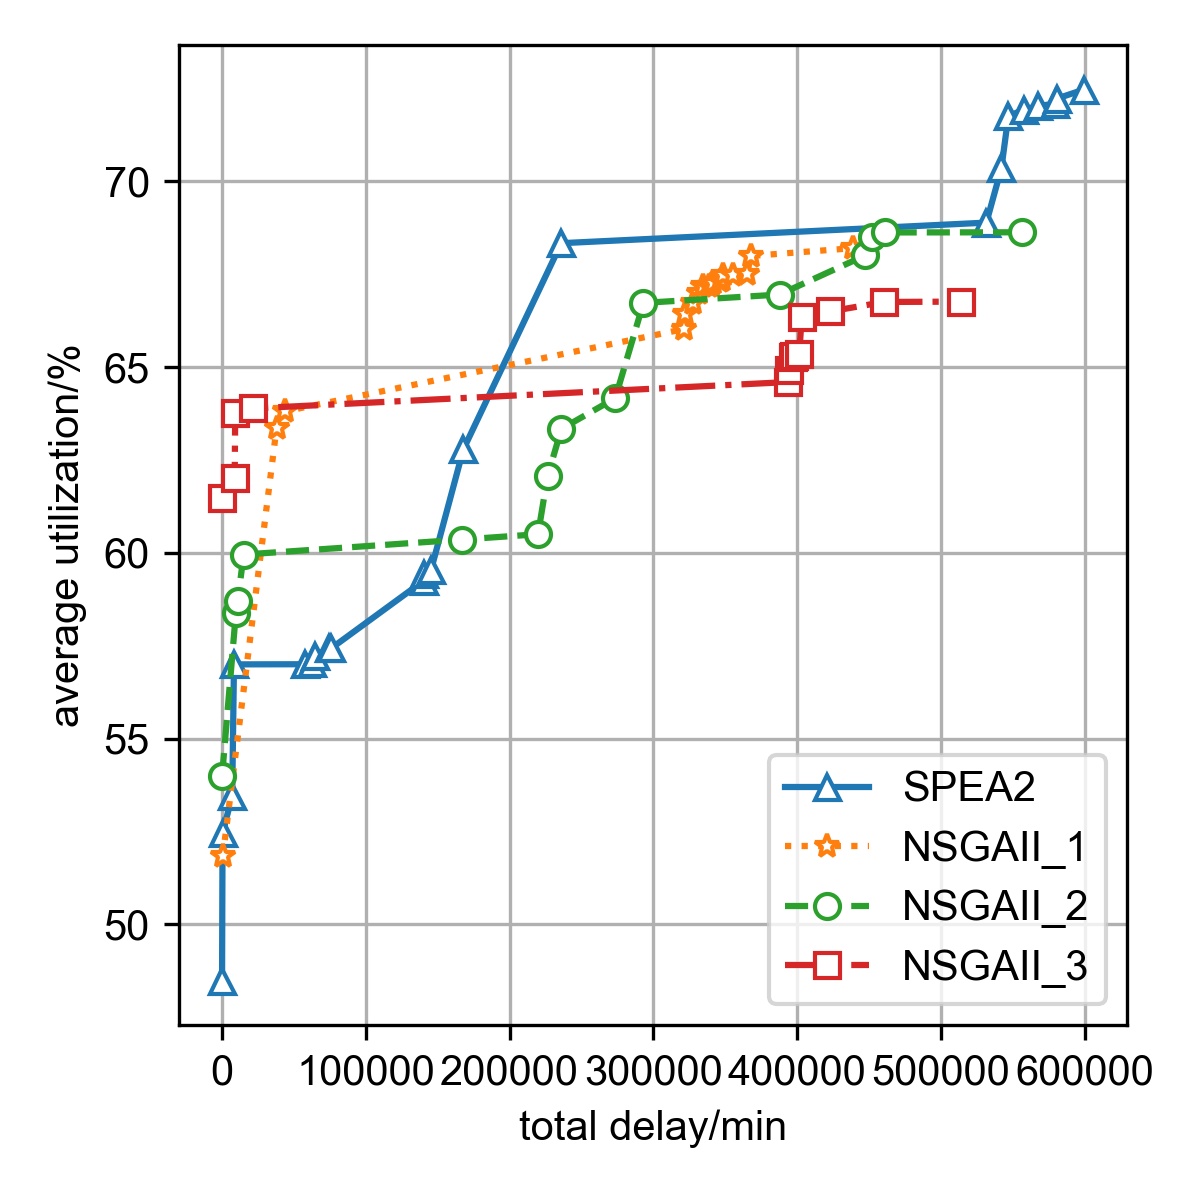 70
65
60
55
50
average utilization/%
SPEA2
NSGAII_1
NSGAII_2
NSGAII_3
0 100000 200000 300000 400000 500000 600000
total delay/min